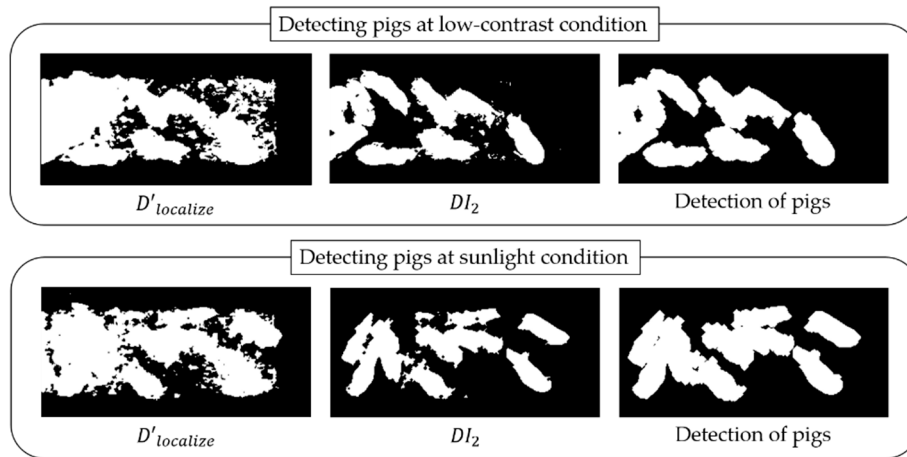 Detecting pigs at low-contrast condition
D'localize DI2 Detection of pigs
Detecting pigs at sunlight condition
D'localize DI2 Detection of pigs